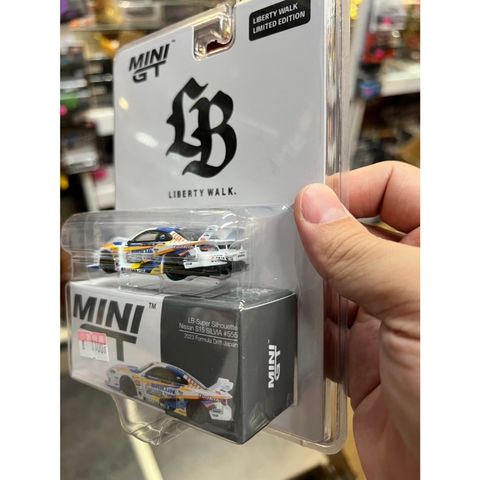 MINI
GT
LIBERTY WALK
LIMITED EDITION
LB
LIBERTY WALK.
MINI
GT
TM
LB-Super Silhouette
Nissan S15 SILVIA #555
2023 Formula Drift Japan
MINI
GT